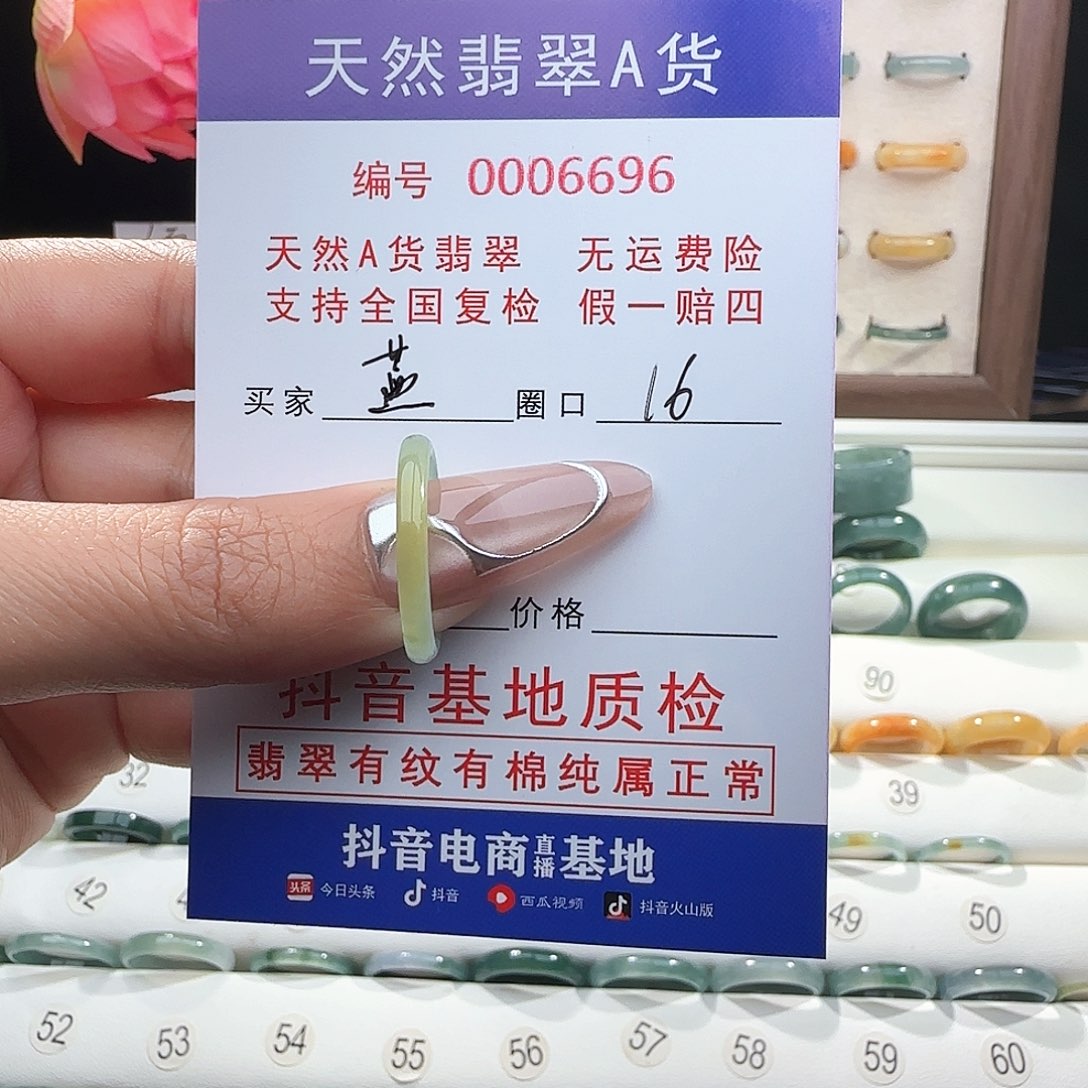 天然翡翠A货
编号 0006696
天然A货翡翠 无运费险
支持全国复检 假一赔四
买家 燕 圈口 16
价格
抖音基地质检
翡翠有纹有棉纯属正常
抖音电商直播基地
头条 今日头条 抖音 西瓜视频 抖音火山版
90
32
39
42
49 50
52 53 54 55 56 57 58 59 60